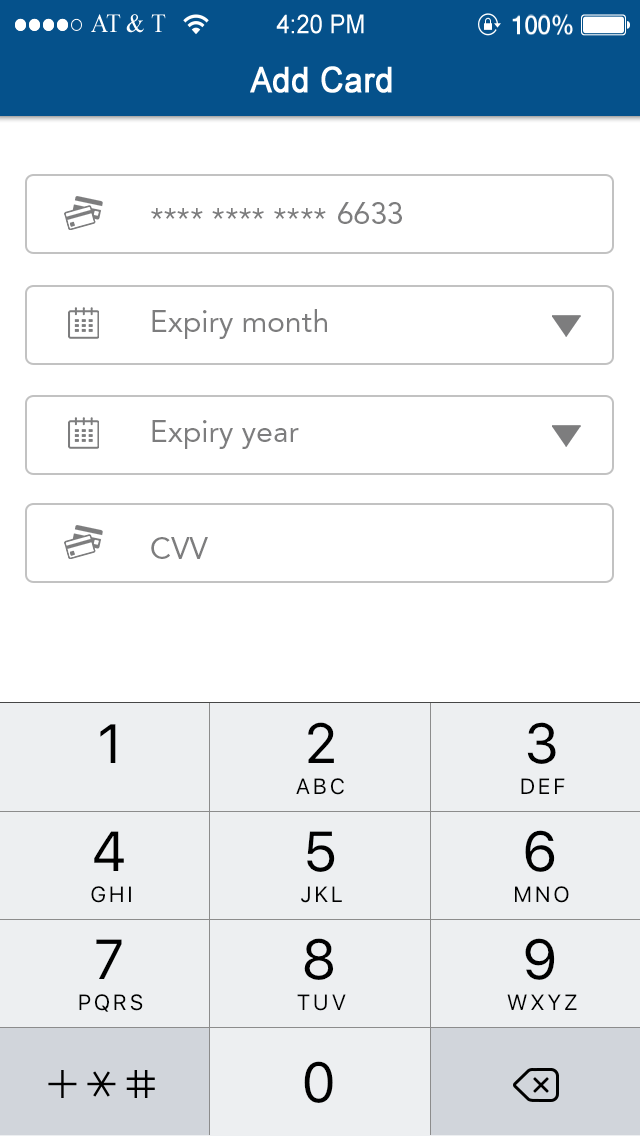 AT & T 4:20 PM 100%
Add Card
**** **** **** 6633
Expiry month
Expiry year
CVV
1 2 3
ABC DEF
4 5 6
GHI JKL MNO
7 8 9
PQRS TUV WXYZ
+*# 0